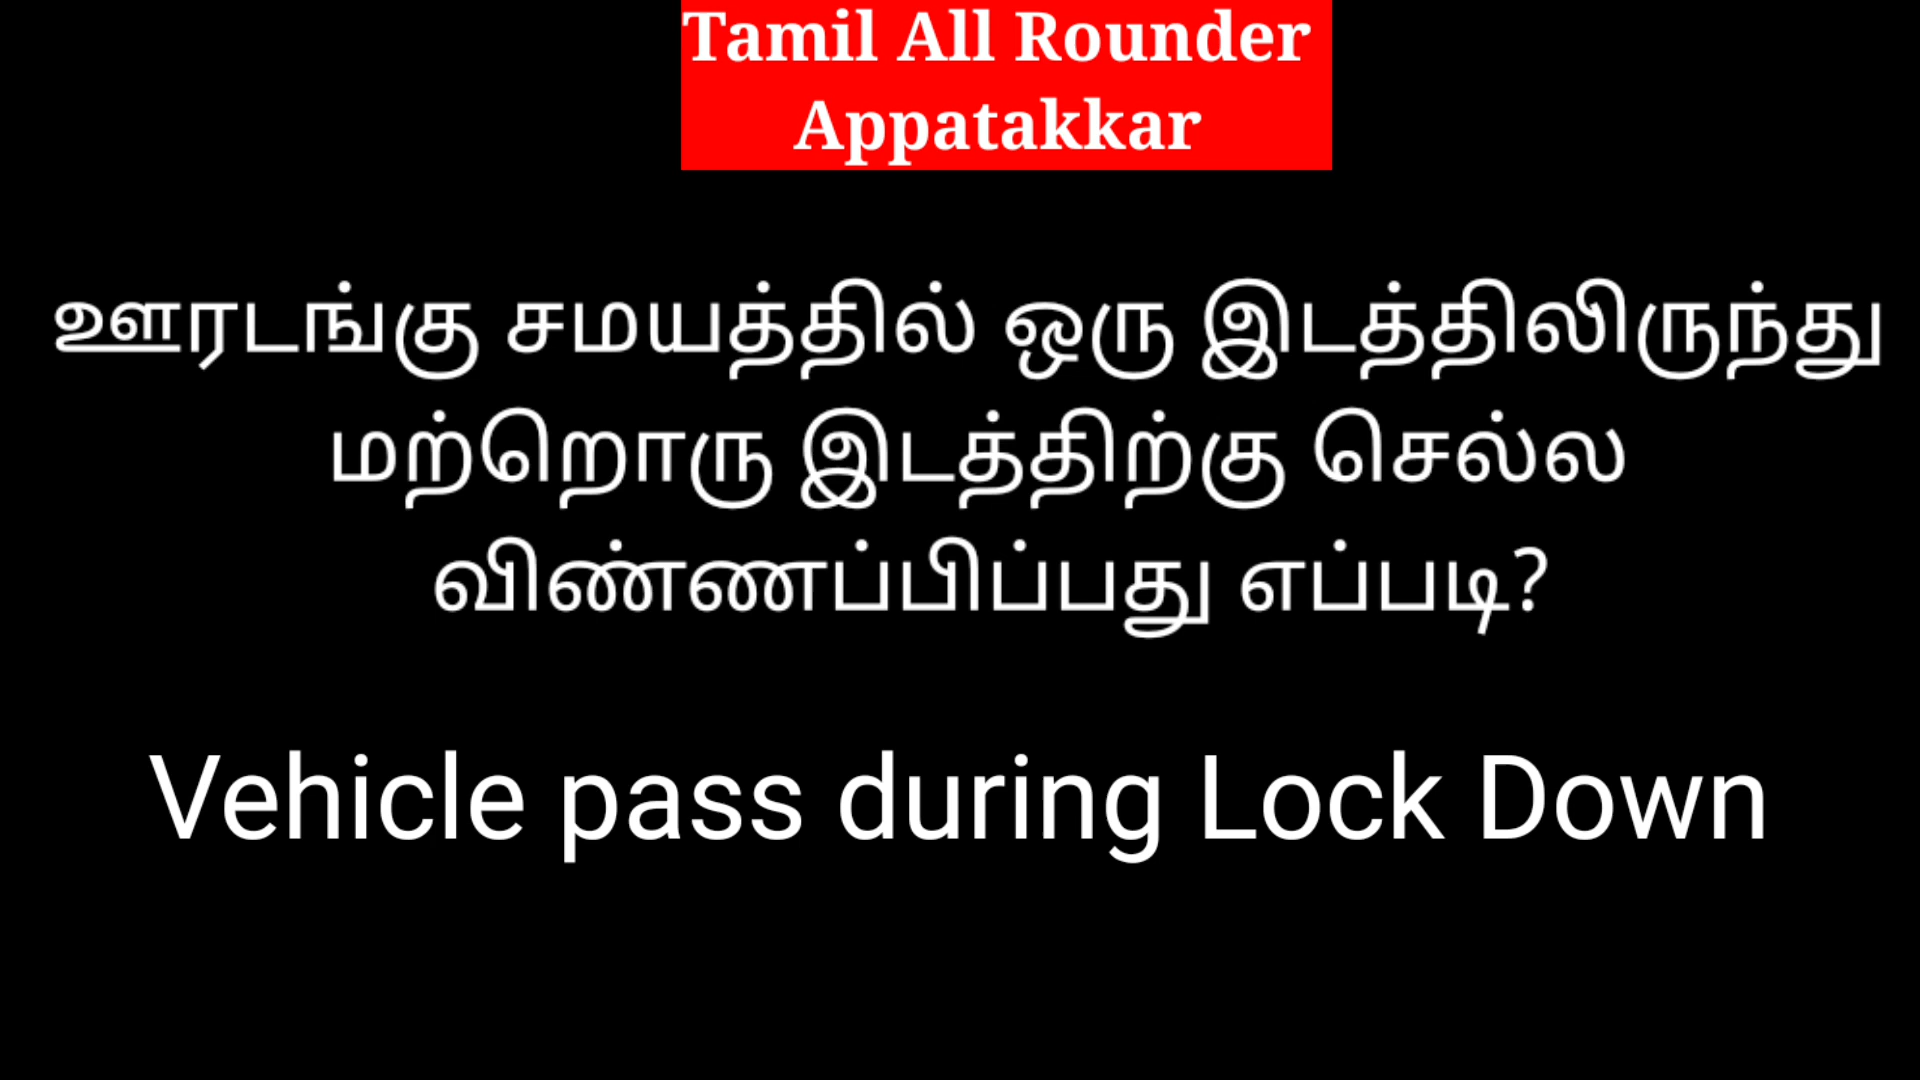 Tamil All Rounder
Appatakkar
ஊரடங்கு சமயத்தில் ஒரு இடத்திலிருந்து
மற்றொரு இடத்திற்கு செல்ல
விண்ணப்பிப்பது எப்படி?
Vehicle pass during Lock Down